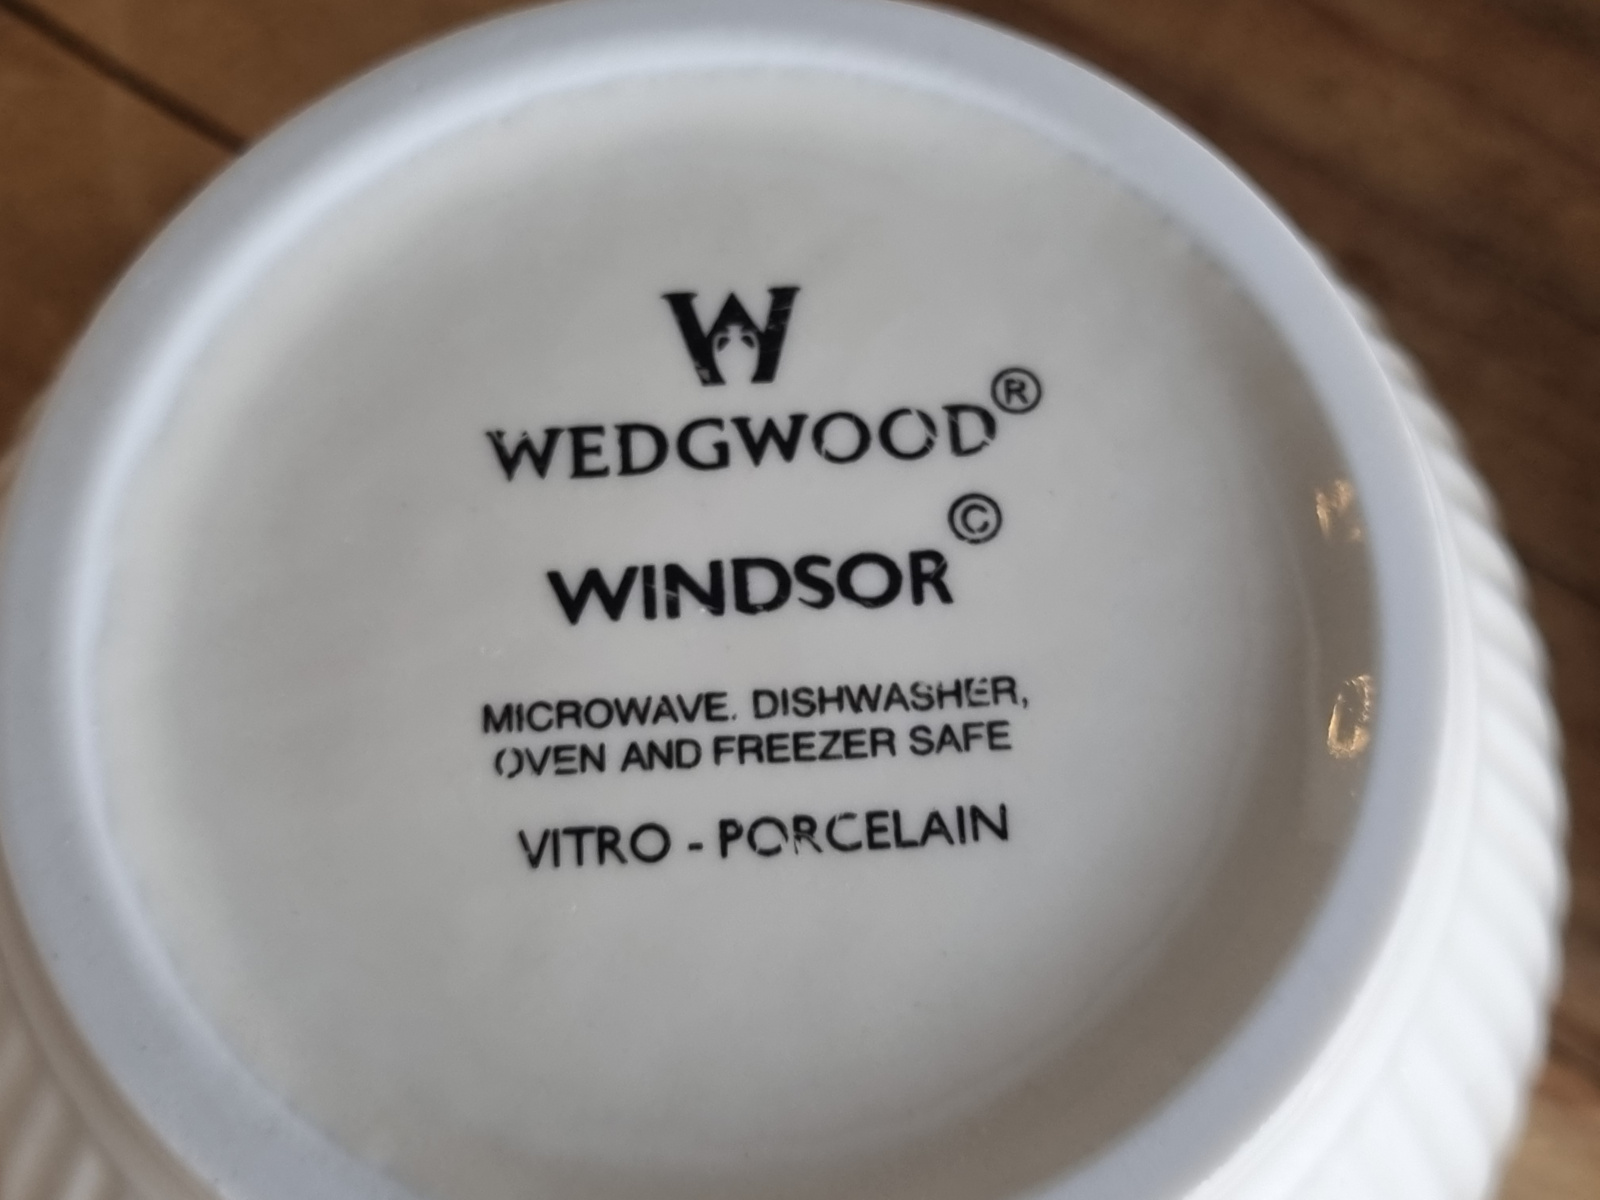 W
WEDGWOOD®
WINDSOR©
MICROWAVE. DISHWASHER,
OVEN AND FREEZER SAFE
VITRO - PORCELAIN